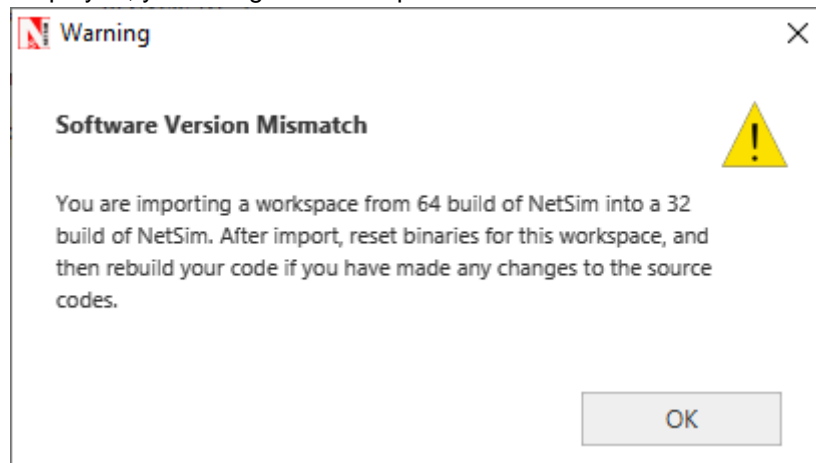 Warning
Software Version Mismatch
You are importing a workspace from 64 build of NetSim into a 32
build of NetSim. After import, reset binaries for this workspace, and
then rebuild your code if you have made any changes to the source
codes.
OK